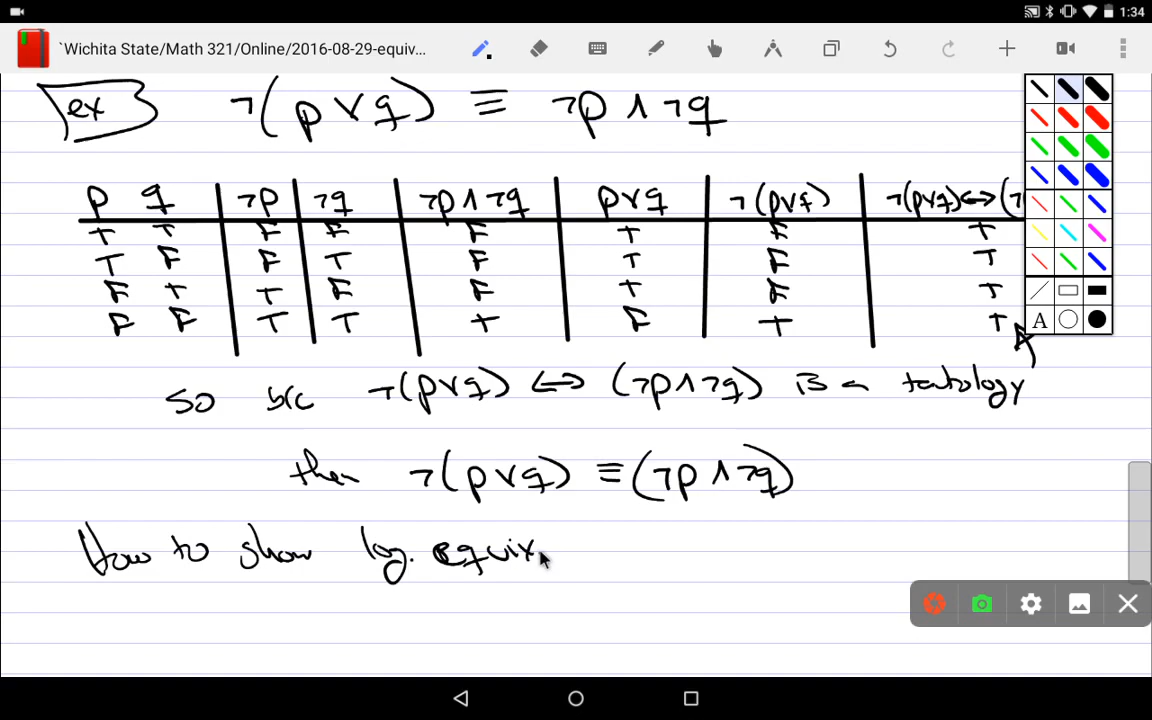 1:34
`Wichita State/Math 321/Online/2016-08-29-equiv...
ex ¬(p ∨ q) ≡ ¬p ∧ ¬q
p q ¬p ¬q ¬p ∧ ¬q p ∨ q ¬(p ∨ q) ¬(p ∨ q) ↔ (¬
T T F F F T F T
T F F T F T F T
F T T F F T F T
F F T T T F T T
A
so b/c ¬(p ∨ q) ↔ (¬p ∧ ¬q) is a tautology
then ¬(p ∨ q) ≡ (¬p ∧ ¬q)
How to show log. equiv.